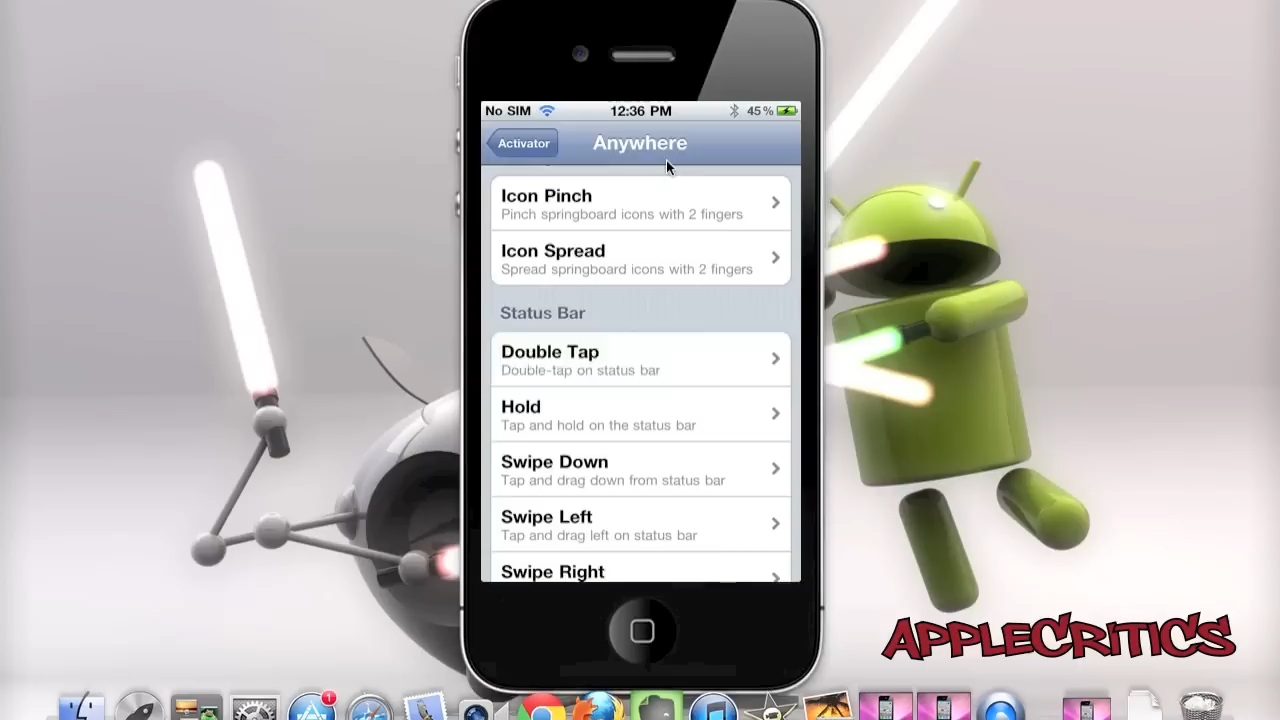 No SIM 12:36 PM 45%
Activator Anywhere
Icon Pinch
Pinch springboard icons with 2 fingers
Icon Spread
Spread springboard icons with 2 fingers
Status Bar
Double Tap
Double-tap on status bar
Hold
Tap and hold on the status bar
Swipe Down
Tap and drag down from status bar
Swipe Left
Tap and drag left on status bar
Swipe Right
APPLECRITICS
1